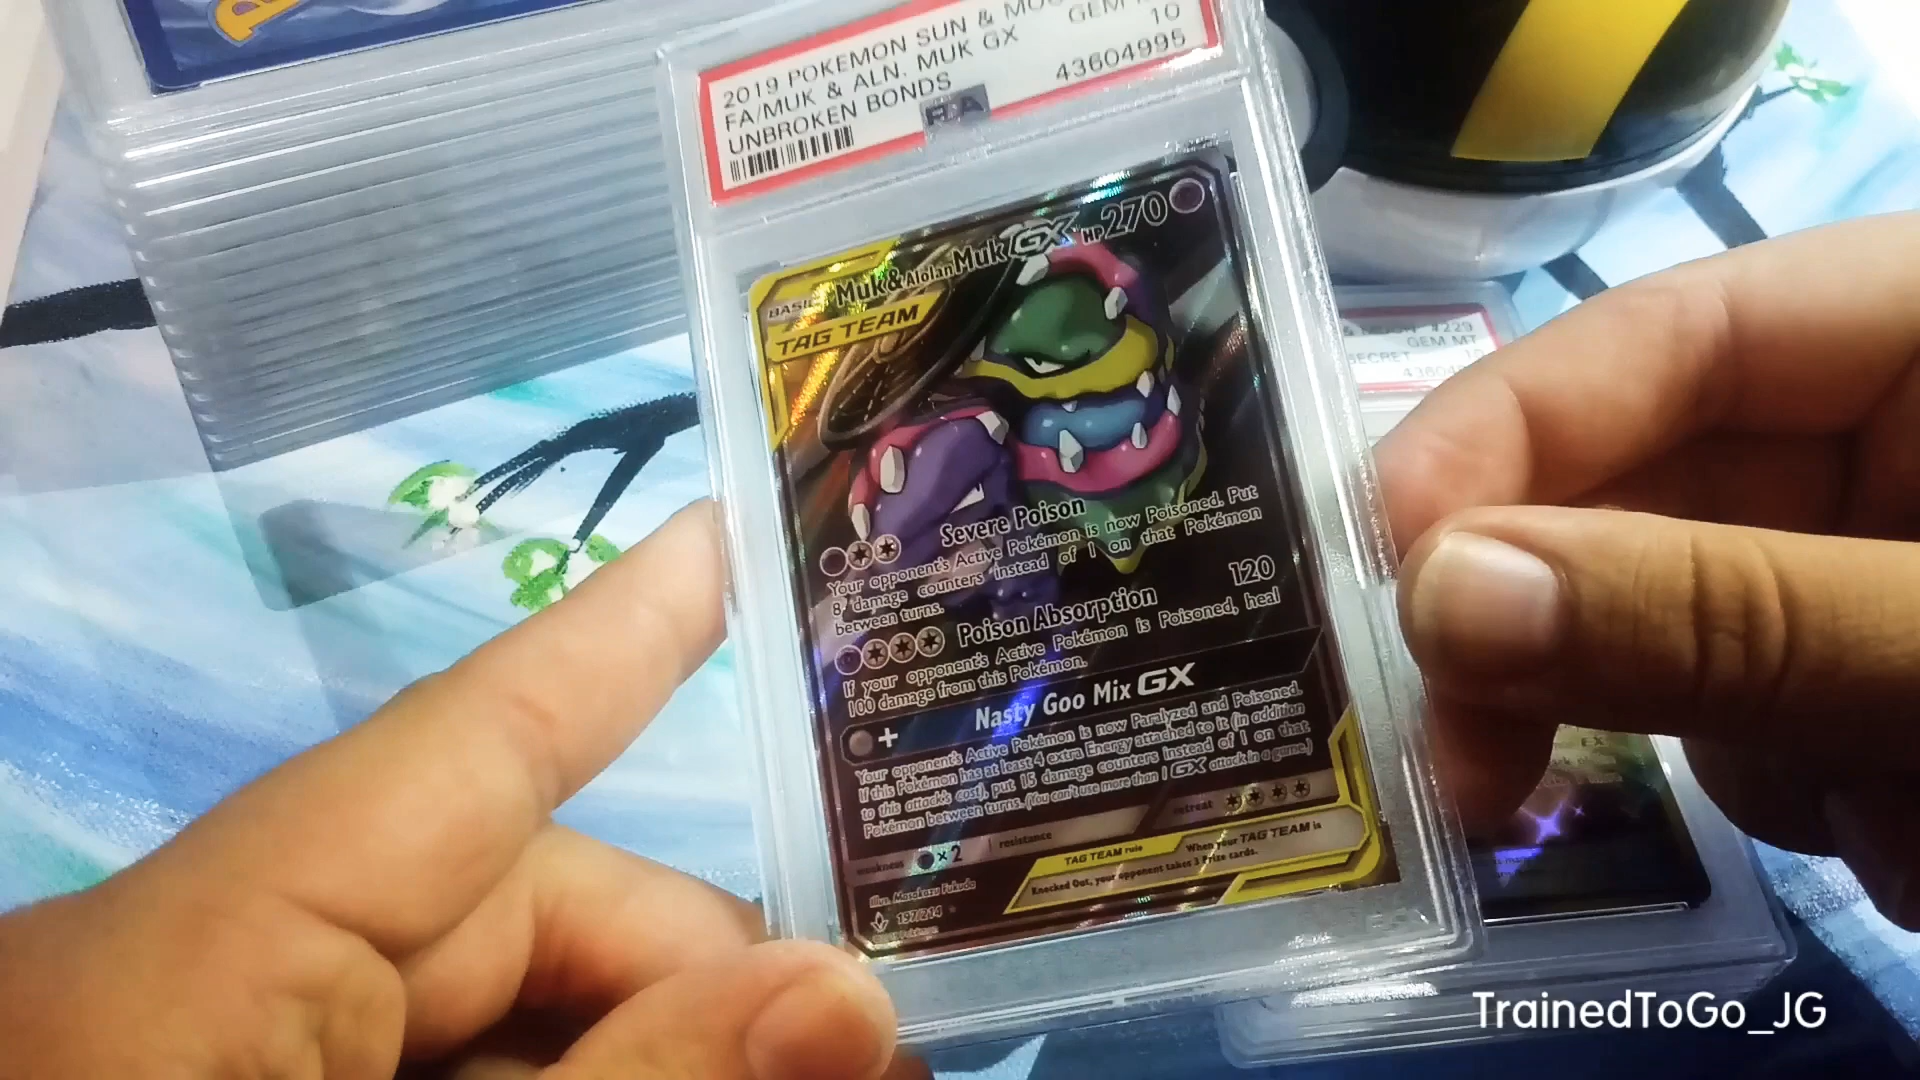 2019 POKEMON SUN & MOO
FA/MUK & ALN. MUK GX
UNBROKEN BONDS
GEM
10
43604995
BASIC
Muk & Alolan Muk GX HP 270
TAG TEAM
Severe Poison
Your opponent's Active Pokémon is now Poisoned. Put
8 damage counters instead of 1 on that Pokémon
between turns.
Poison Absorption 120
If your opponent's Active Pokémon is Poisoned, heal
100 damage from this Pokémon.
+ Nasty Goo Mix GX
Your opponent's Active Pokémon is now Paralyzed and Poisoned.
If this Pokémon has at least 4 extra Energy attached to it (in addition
to this attack's cost), put 15 damage counters instead of 1 on that
Pokémon between turns. (You can't use more than 1 GX attack in a game.)
weakness ×2 resistance retreat
TAG TEAM rule When your TAG TEAM is
Knocked Out, your opponent takes 3 Prize cards.
Illus. Masakazu Fukuda
197/214
#229
GEM MT
SECRET 10
EX
TrainedToGo_JG